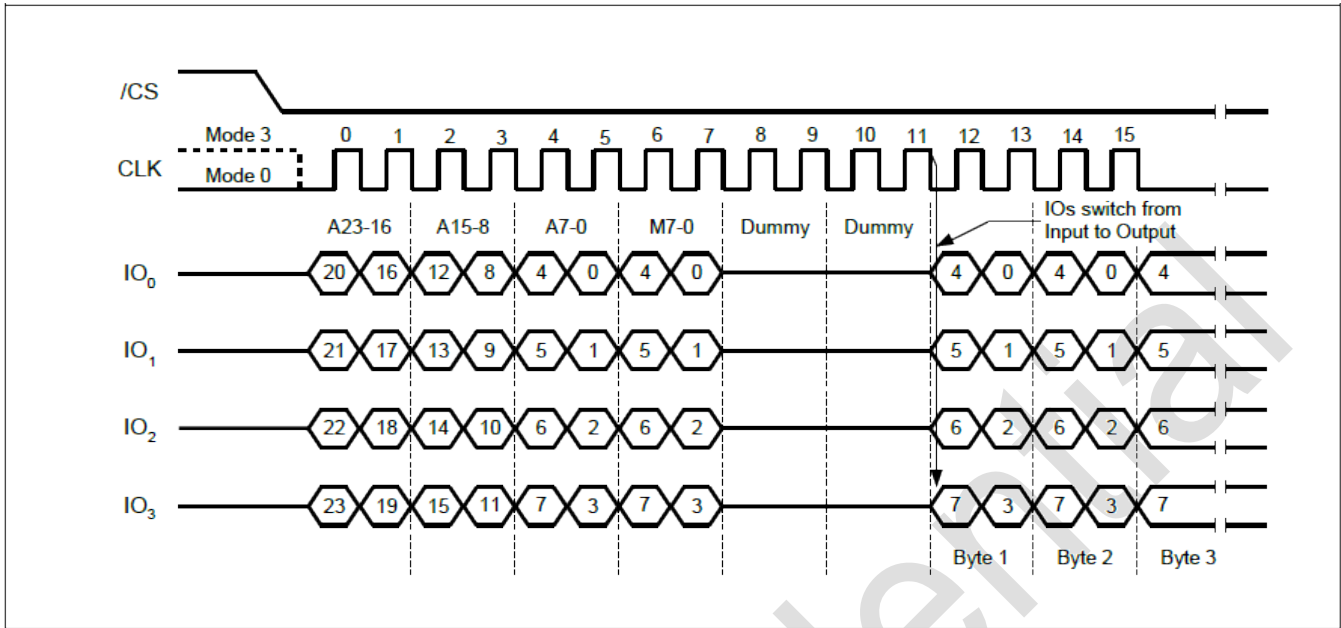 /CS
Mode 3 0 1 2 3 4 5 6 7 8 9 10 11 12 13 14 15
CLK
Mode 0
IOs switch from
Input to Output
A23-16 A15-8 A7-0 M7-0 Dummy Dummy
IO0 20 16 12 8 4 0 4 0 4 0 4 0 4
IO1 21 17 13 9 5 1 5 1 5 1 5 1 5
IO2 22 18 14 10 6 2 6 2 6 2 6 2 6
IO3 23 19 15 11 7 3 7 3 7 3 7 3 7
Byte 1 Byte 2 Byte 3
dential